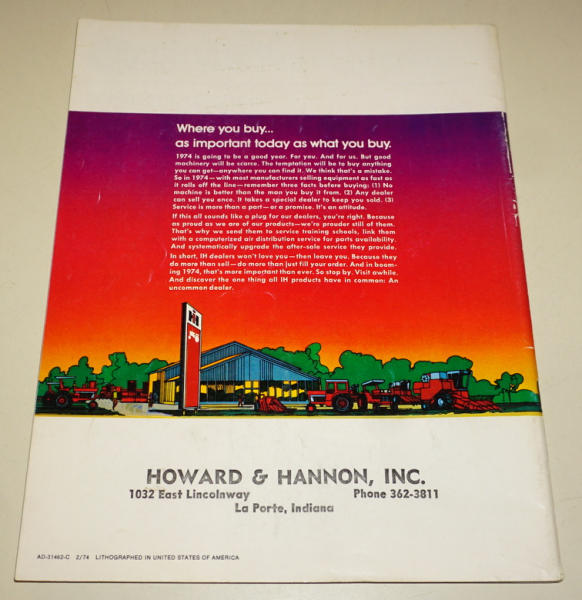 Where you buy...
as important today as what you buy.
1974 is going to be a good year. For you. And for us. But good
machinery will be scarce. The temptation will be to buy anything
you can get—anywhere you can find it. We think that's a mistake.
So in 1974—with most manufacturers selling equipment as fast as
it rolls off the line—remember three facts before buying: (1) No
machine is better than the man you buy it from. (2) Any dealer
can sell you once. It takes a special dealer to keep you sold. (3)
Service is more than a part—or a promise. It's an attitude.
If this all sounds like a plug for our dealers, you're right. Because
as proud as we are of our products—we're prouder still of them.
That's why we send them to service training schools, link them
with a computerized air distribution service for parts availability.
And systematically upgrade the after-sale service they provide.
In short, IH dealers won't love you—then leave you. Because they
do more than sell—do more than just fill your order. And in boom-
ing 1974, that's more important than ever. So stop by. Visit awhile.
And discover the one thing all IH products have in common: An
uncommon dealer.
IH
HOWARD & HANNON, INC.
1032 East Lincolnway Phone 362-3811
La Porte, Indiana
AD-31462-C 2/74 LITHOGRAPHED IN UNITED STATES OF AMERICA